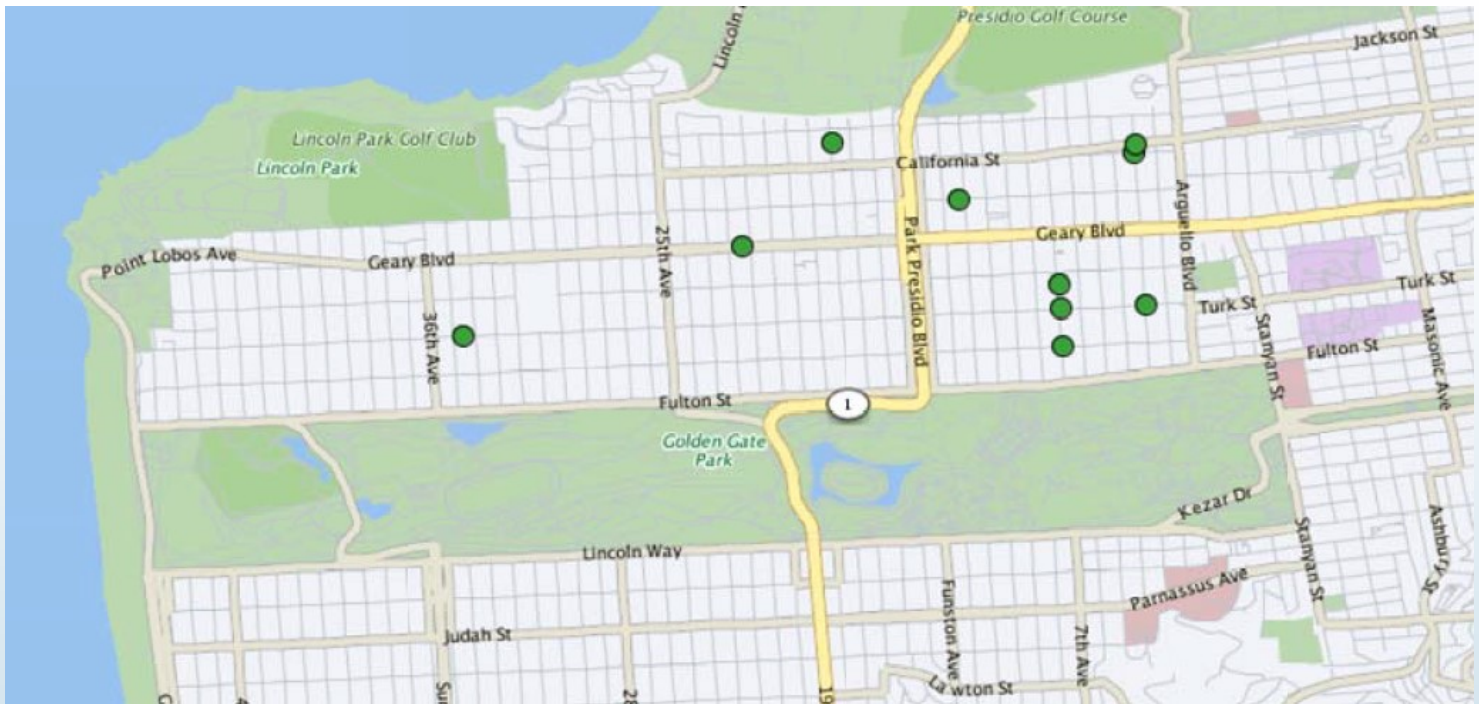 Lincoln
Presidio Golf Course
Jackson St
Lincoln Park Golf Club
Lincoln Park
California St
Arguello Blvd
Point Lobos Ave
Geary Blvd
25th Ave
Park Presidio Blvd
Geary Blvd
36th Ave
Turk St
Turk St
Stanyan St
Masonic Ave
Fulton St
Fulton St
1
Golden Gate
Park
Kezar Dr
Lincoln Way
Stanyan St
Ashbury St
Funston Ave
Parnassus Ave
Judah St
7th Ave
Lawton St
Su
28
19
4